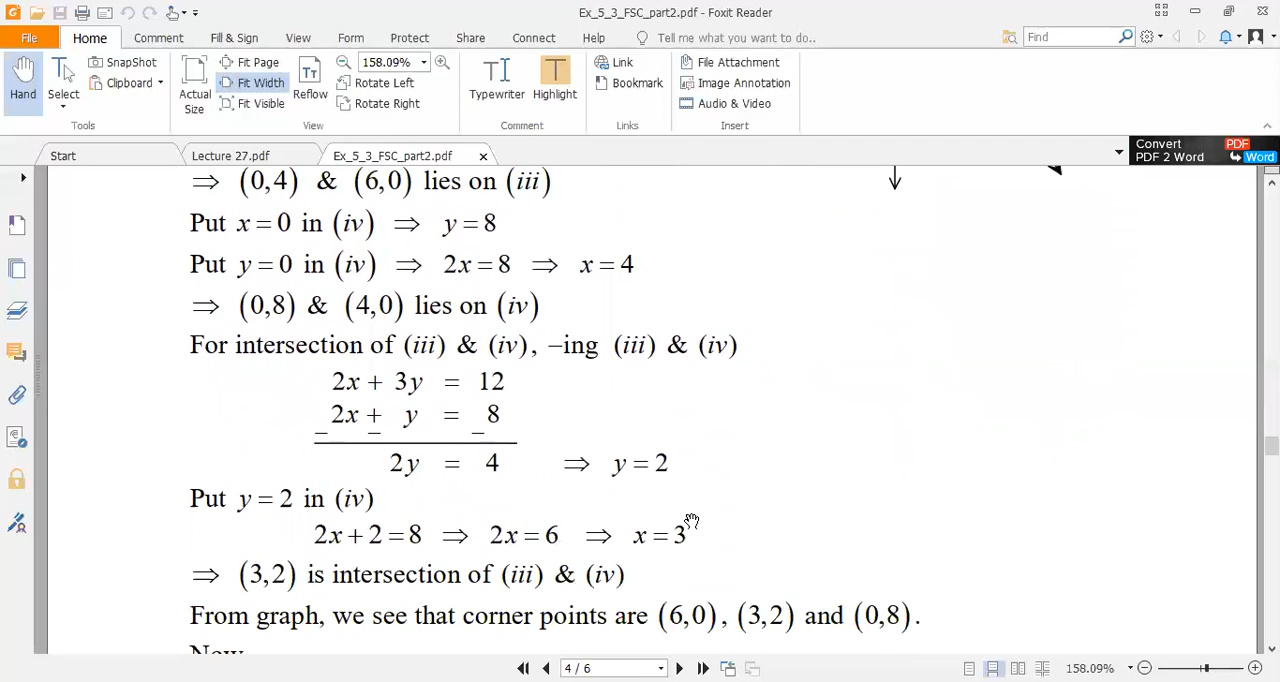 Ex_5_3_FSC_part2.pdf - Foxit Reader
File Home Comment Fill & Sign View Form Protect Share Connect Help Tell me what you want to do.. Find
Hand
Select
SnapShot
Clipboard
Tools
Actual Size
Fit Page
Fit Width
Fit Visible
Reflow
158.09%
Rotate Left
Rotate Right
View
Typewriter
Highlight
Comment
Link
Bookmark
Links
File Attachment
Image Annotation
Audio & Video
Insert
Start Lecture 27.pdf Ex_5_3_FSC_part2.pdf
Convert PDF
PDF 2 Word Word
⇒ (0,4) & (6,0) lies on (iii)
Put x = 0 in (iv) ⇒ y = 8
Put y = 0 in (iv) ⇒ 2x = 8 ⇒ x = 4
⇒ (0,8) & (4,0) lies on (iv)
For intersection of (iii) & (iv), −ing (iii) & (iv)
2x + 3y = 12
2x + y = 8
− − −
2y = 4 ⇒ y = 2
Put y = 2 in (iv)
2x + 2 = 8 ⇒ 2x = 6 ⇒ x = 3
⇒ (3,2) is intersection of (iii) & (iv)
From graph, we see that corner points are (6,0), (3,2) and (0,8).
Now
4 / 6 158.09%